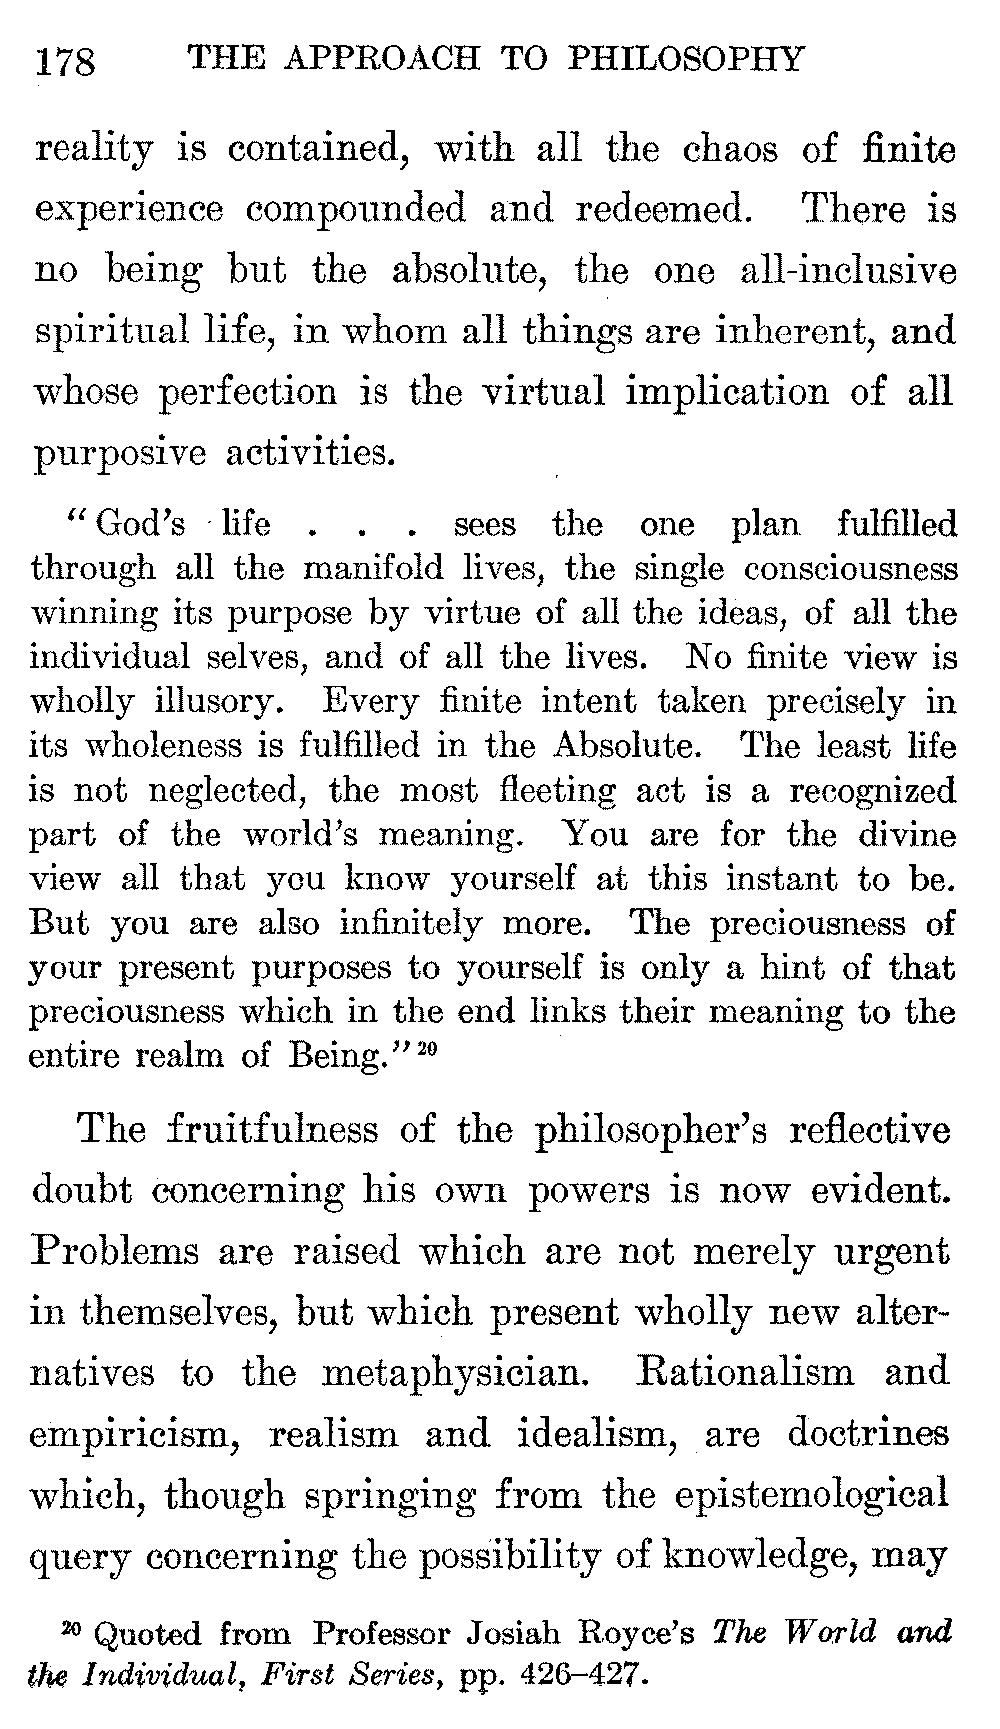 178 THE APPROACH TO PHILOSOPHY
reality is contained, with all the chaos of finite
experience compounded and redeemed. There is
no being but the absolute, the one all-inclusive
spiritual life, in whom all things are inherent, and
whose perfection is the virtual implication of all
purposive activities.
"God's life . . . sees the one plan fulfilled
through all the manifold lives, the single consciousness
winning its purpose by virtue of all the ideas, of all the
individual selves, and of all the lives. No finite view is
wholly illusory. Every finite intent taken precisely in
its wholeness is fulfilled in the Absolute. The least life
is not neglected, the most fleeting act is a recognized
part of the world's meaning. You are for the divine
view all that you know yourself at this instant to be.
But you are also infinitely more. The preciousness of
your present purposes to yourself is only a hint of that
preciousness which in the end links their meaning to the
entire realm of Being." 20
The fruitfulness of the philosopher's reflective
doubt concerning his own powers is now evident.
Problems are raised which are not merely urgent
in themselves, but which present wholly new alter-
natives to the metaphysician. Rationalism and
empiricism, realism and idealism, are doctrines
which, though springing from the epistemological
query concerning the possibility of knowledge, may
20 Quoted from Professor Josiah Royce's The World and
the Individual, First Series, pp. 426–427.